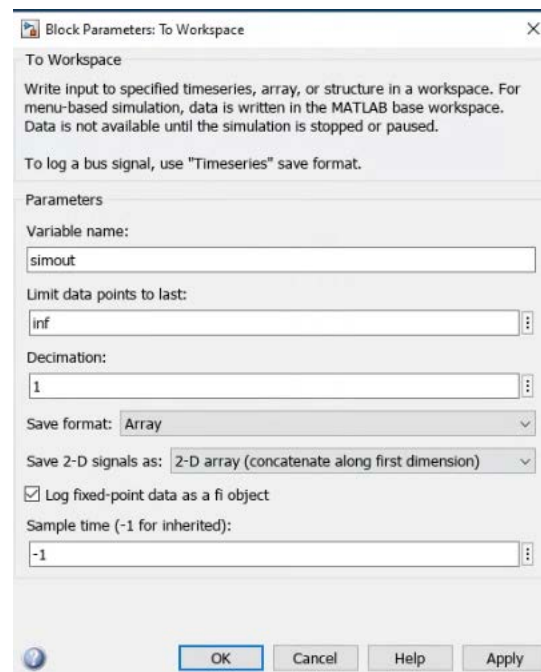 Block Parameters: To Workspace
To Workspace
Write input to specified timeseries, array, or structure in a workspace. For
menu-based simulation, data is written in the MATLAB base workspace.
Data is not available until the simulation is stopped or paused.
To log a bus signal, use "Timeseries" save format.
Parameters
Variable name:
simout
Limit data points to last:
inf
Decimation:
1
Save format: Array
Save 2-D signals as: 2-D array (concatenate along first dimension)
Log fixed-point data as a fi object
Sample time (-1 for inherited):
-1
OK Cancel Help Apply